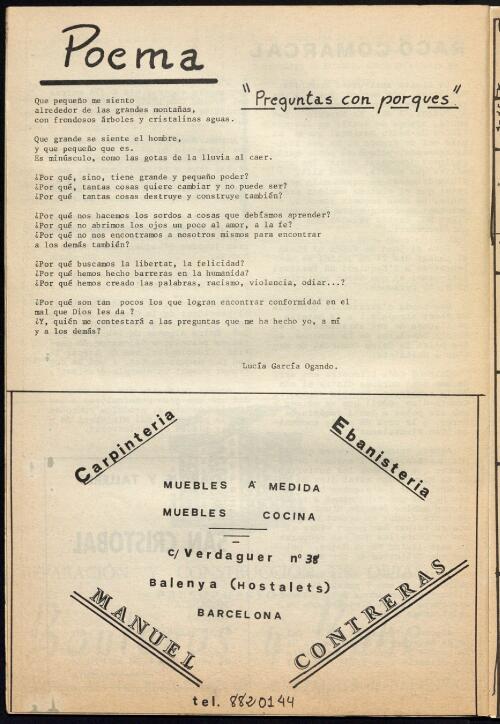 Poema
"Preguntas con porques"
Que pequeño me siento
alrededor de las grandes montañas,
con frondosos árboles y cristalinas aguas.
Que grande se siente el hombre,
y que pequeño que es.
Es minúsculo, como las gotas de la lluvia al caer.
¿Por qué, sino, tiene grande y pequeño poder?
¿Por qué, tantas cosas quiere cambiar y no puede ser?
¿Por qué  tantas cosas destruye y construye también?
¿Por qué nos hacemos los sordos a cosas que debíamos aprender?
¿Por qué no abrimos los ojos un poco al amor, a la fe?
¿Por qué no nos encontramos a nosotros mismos para encontrar
a los demás también?
¿Por qué buscamos la libertat, la felicidad?
¿Por qué hemos hecho barreras en la humanida?
¿Por qué hemos creado las palabras, racismo, violencia, odiar...?
¿Por qué son tan  pocos los que logran encontrar conformidad en el
mal que Dios les da ?
¿Y, quién me contestará a las preguntas que me ha hecho yo, a mí
y a los demás?
Lucía García Ogando.
Carpinteria
Ebanisteria
MUEBLES A MEDIDA
MUEBLES COCINA
c/ Verdaguer nº 38
Balenya (Hostalets)
BARCELONA
MANUEL
CONTRERAS
tel. 8820144